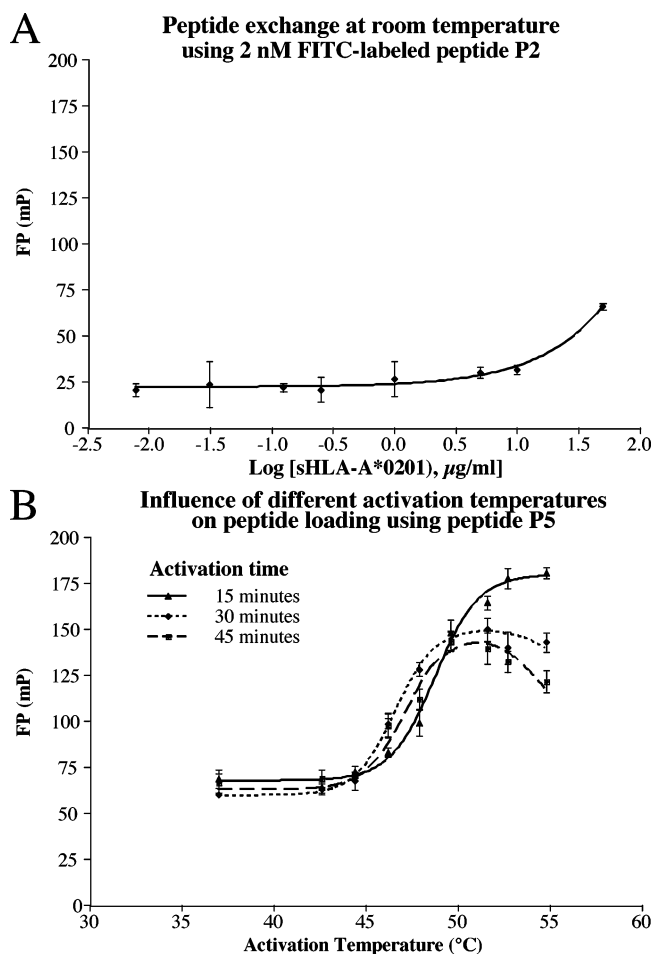 A
Peptide exchange at room temperature
using 2 nM FITC-labeled peptide P2
200
175
150
125
100
75
50
25
0
FP (mP)
-2.5 -2.0 -1.5 -1.0 -0.5 0.0 0.5 1.0 1.5 2.0
Log [sHLA-A*0201), µg/ml]
B
Influence of different activation temperatures
on peptide loading using peptide P5
Activation time
15 minutes
30 minutes
45 minutes
200
175
150
125
100
75
50
25
0
FP (mP)
30 35 40 45 50 55 60
Activation Temperature (°C)